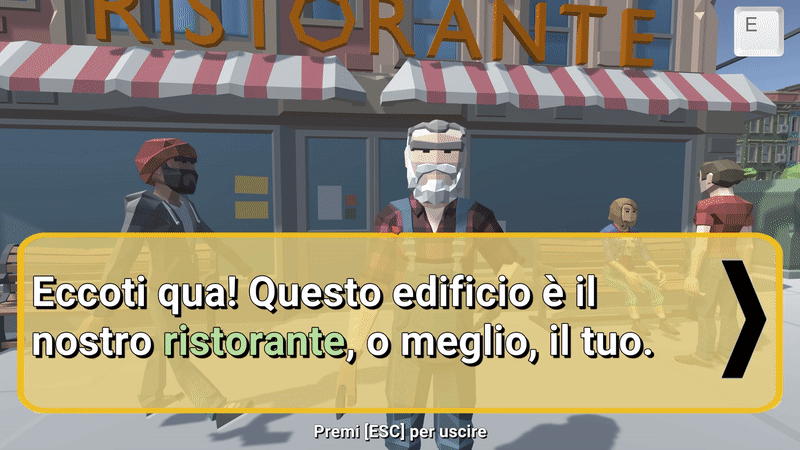 RISTORANTE
E
Eccoti qua! Questo edificio è il
nostro ristorante, o meglio, il tuo.
Premi [ESC] per uscire